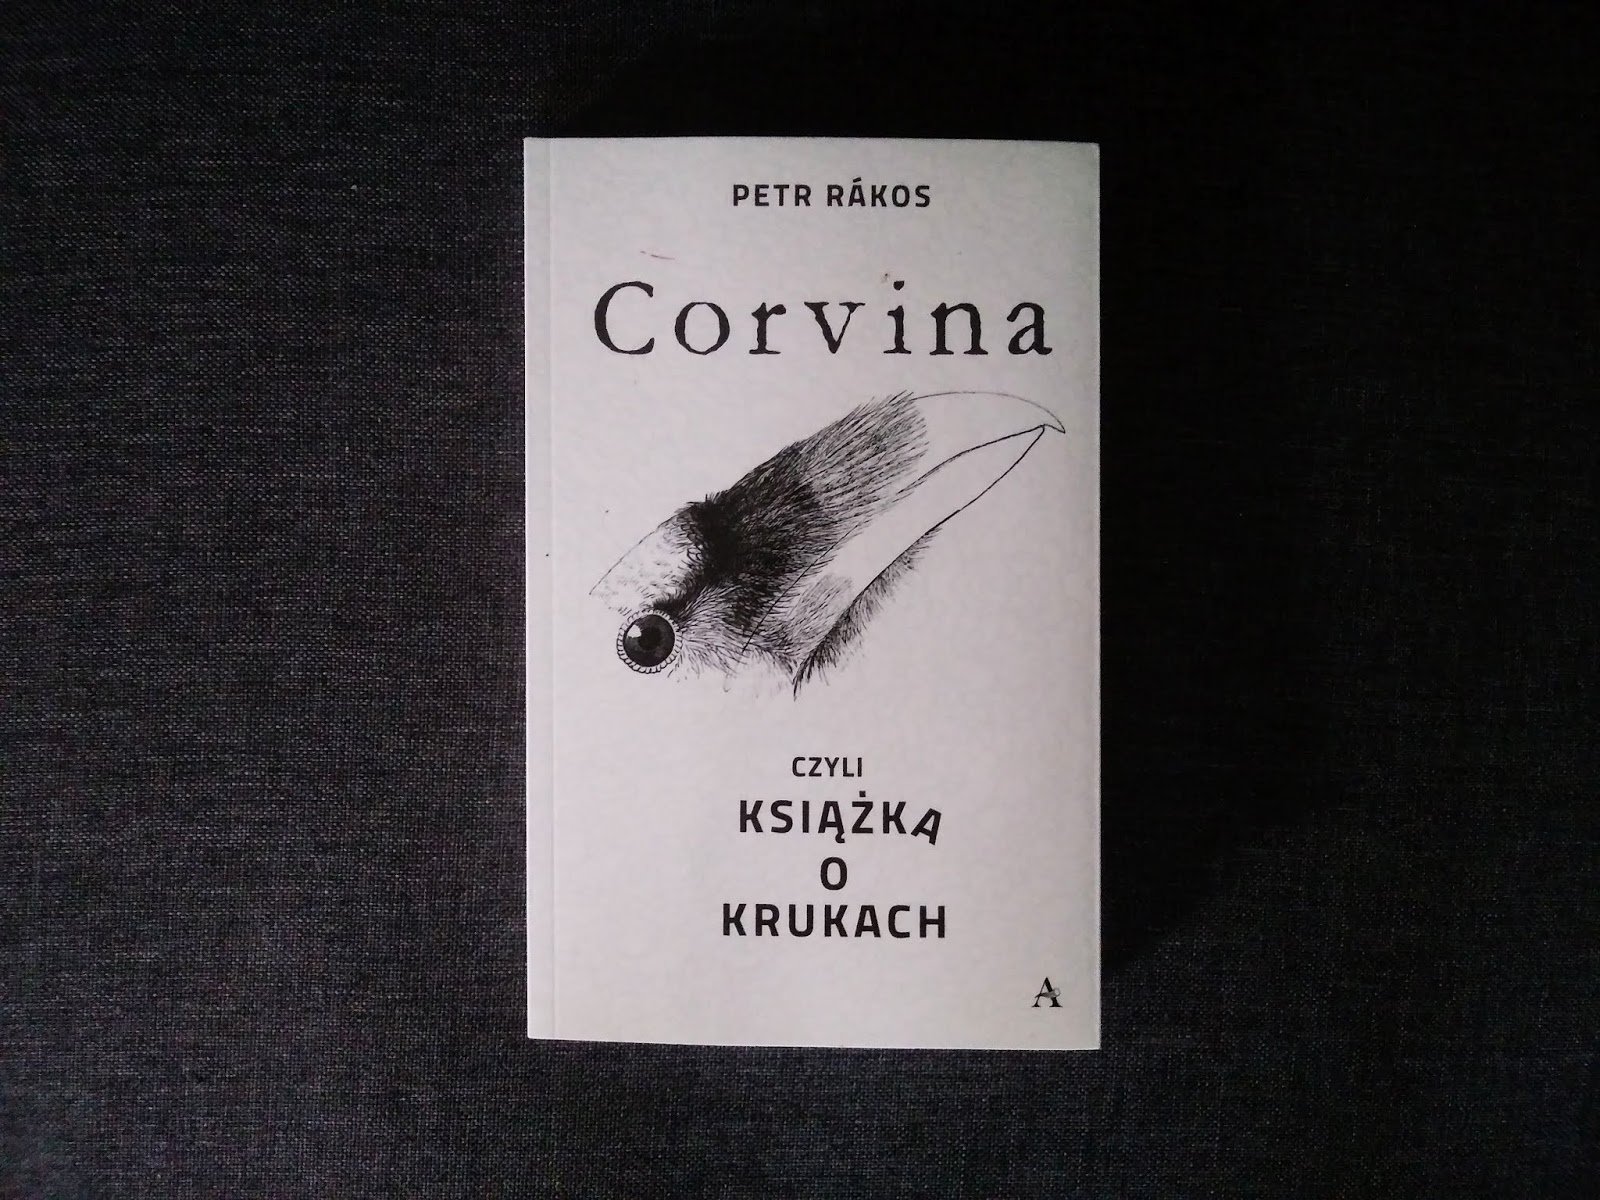 PETR RÁKOS
Corvina
CZYLI
KSIĄŻKA
O
KRUKACH
A